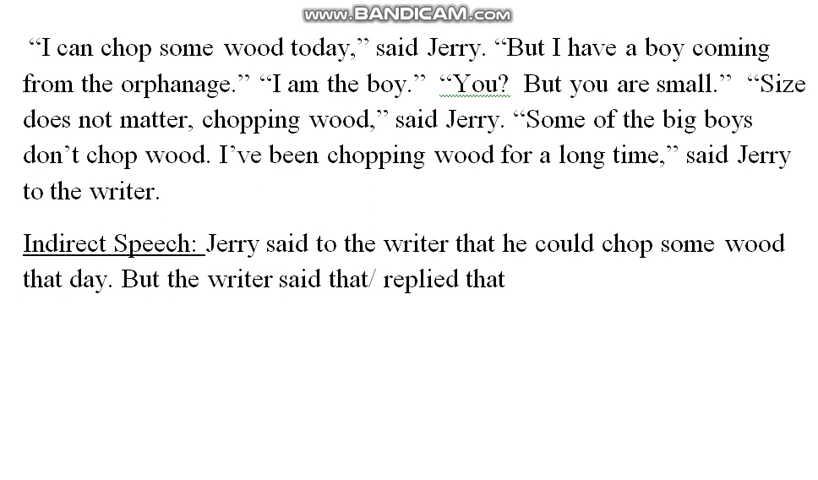 www.BANDICAM.com
“I can chop some wood today,” said Jerry. “But I have a boy coming
from the orphanage.” “I am the boy.” “You? But you are small.” “Size
does not matter, chopping wood,” said Jerry. “Some of the big boys
don’t chop wood. I’ve been chopping wood for a long time,” said Jerry
to the writer.
Indirect Speech: Jerry said to the writer that he could chop some wood
that day. But the writer said that/ replied that